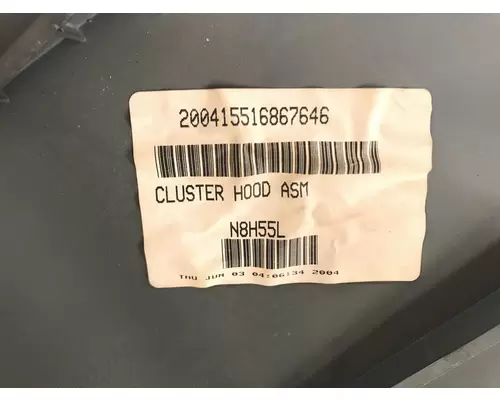 200415516867646
CLUSTER HOOD ASM
N8H55L
THU JUN 03 04:06:34 2004